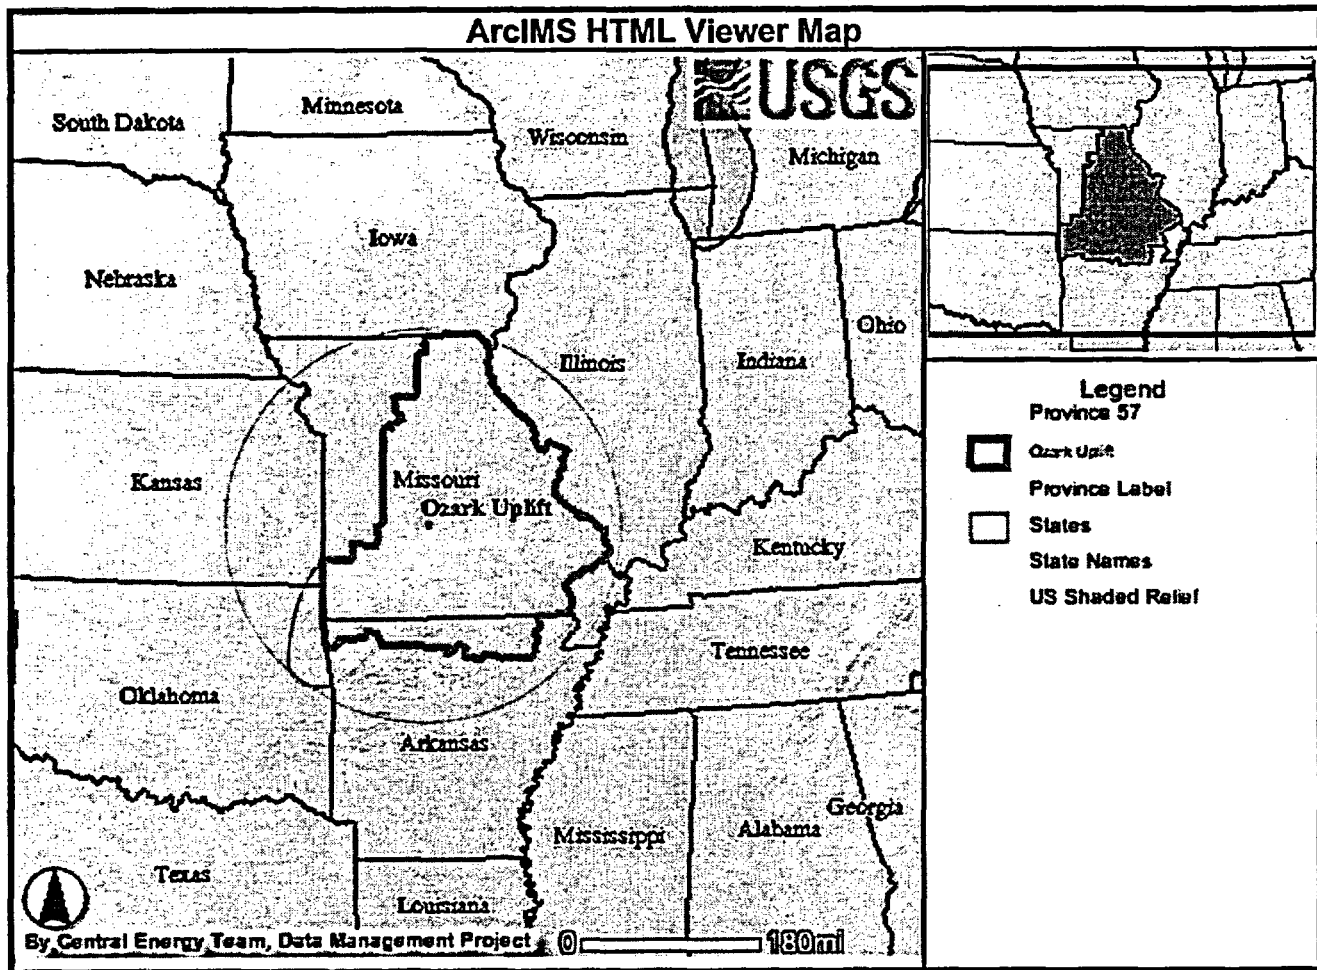 ArcIMS HTML Viewer Map
USGS
South Dakota
Minnesota
Wisconsin
Michigan
Iowa
Nebraska
Ohio
Illinois
Indiana
Kansas
Missouri
Ozark Uplift
Kentucky
Tennessee
Oklahoma
Arkansas
Georgia
Mississippi
Alabama
Texas
Louisiana
By Central Energy Team, Data Management Project
0 180mi
Legend
Province 57
Ozark Uplift
Province Label
States
State Names
US Shaded Relief